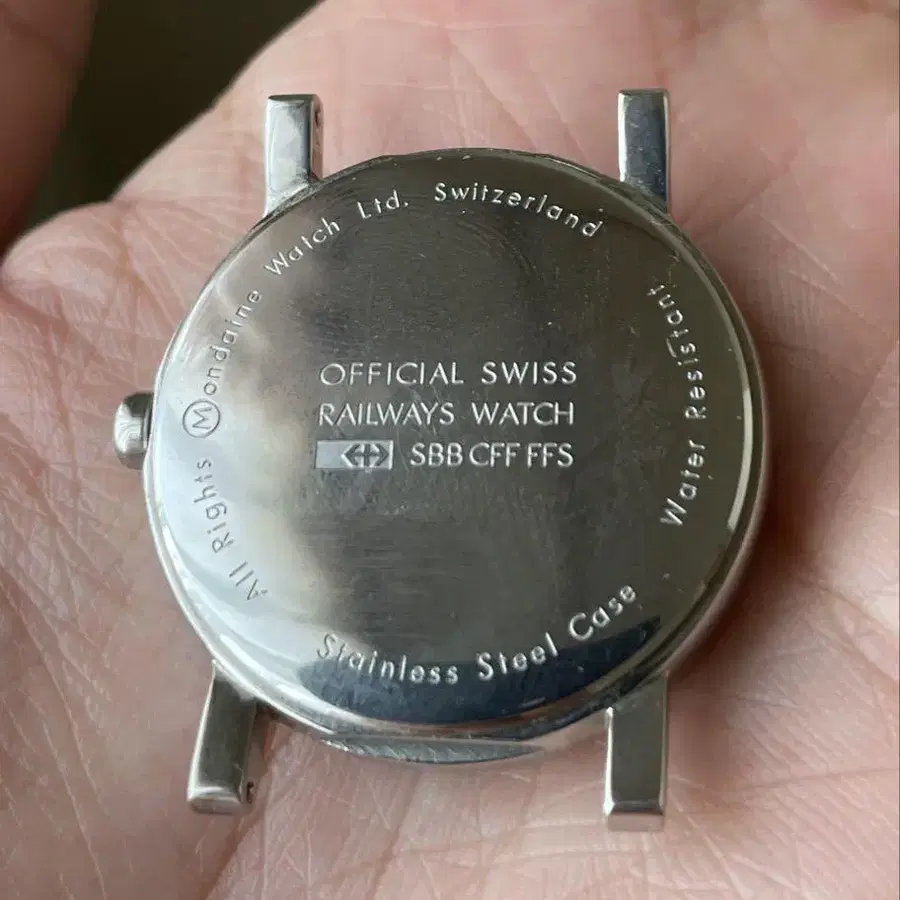 OFFICIAL SWISS
RAILWAYS WATCH
SBB CFF FFS
All Rights Mondaine Watch Ltd. Switzerland
Water Resistant
Stainless Steel Case